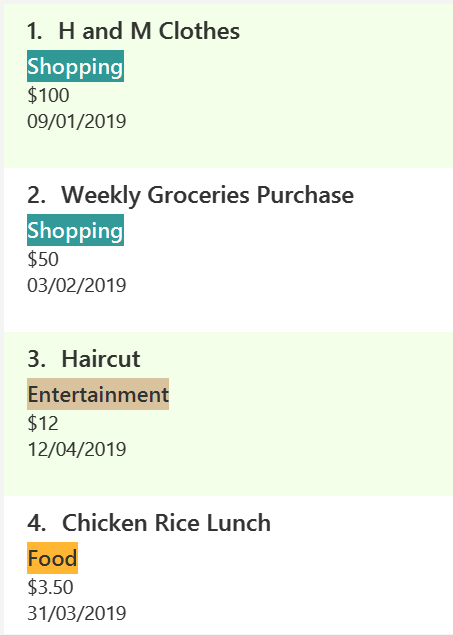 1. H and M Clothes
Shopping
$100
09/01/2019
2. Weekly Groceries Purchase
Shopping
$50
03/02/2019
3. Haircut
Entertainment
$12
12/04/2019
4. Chicken Rice Lunch
Food
$3.50
31/03/2019